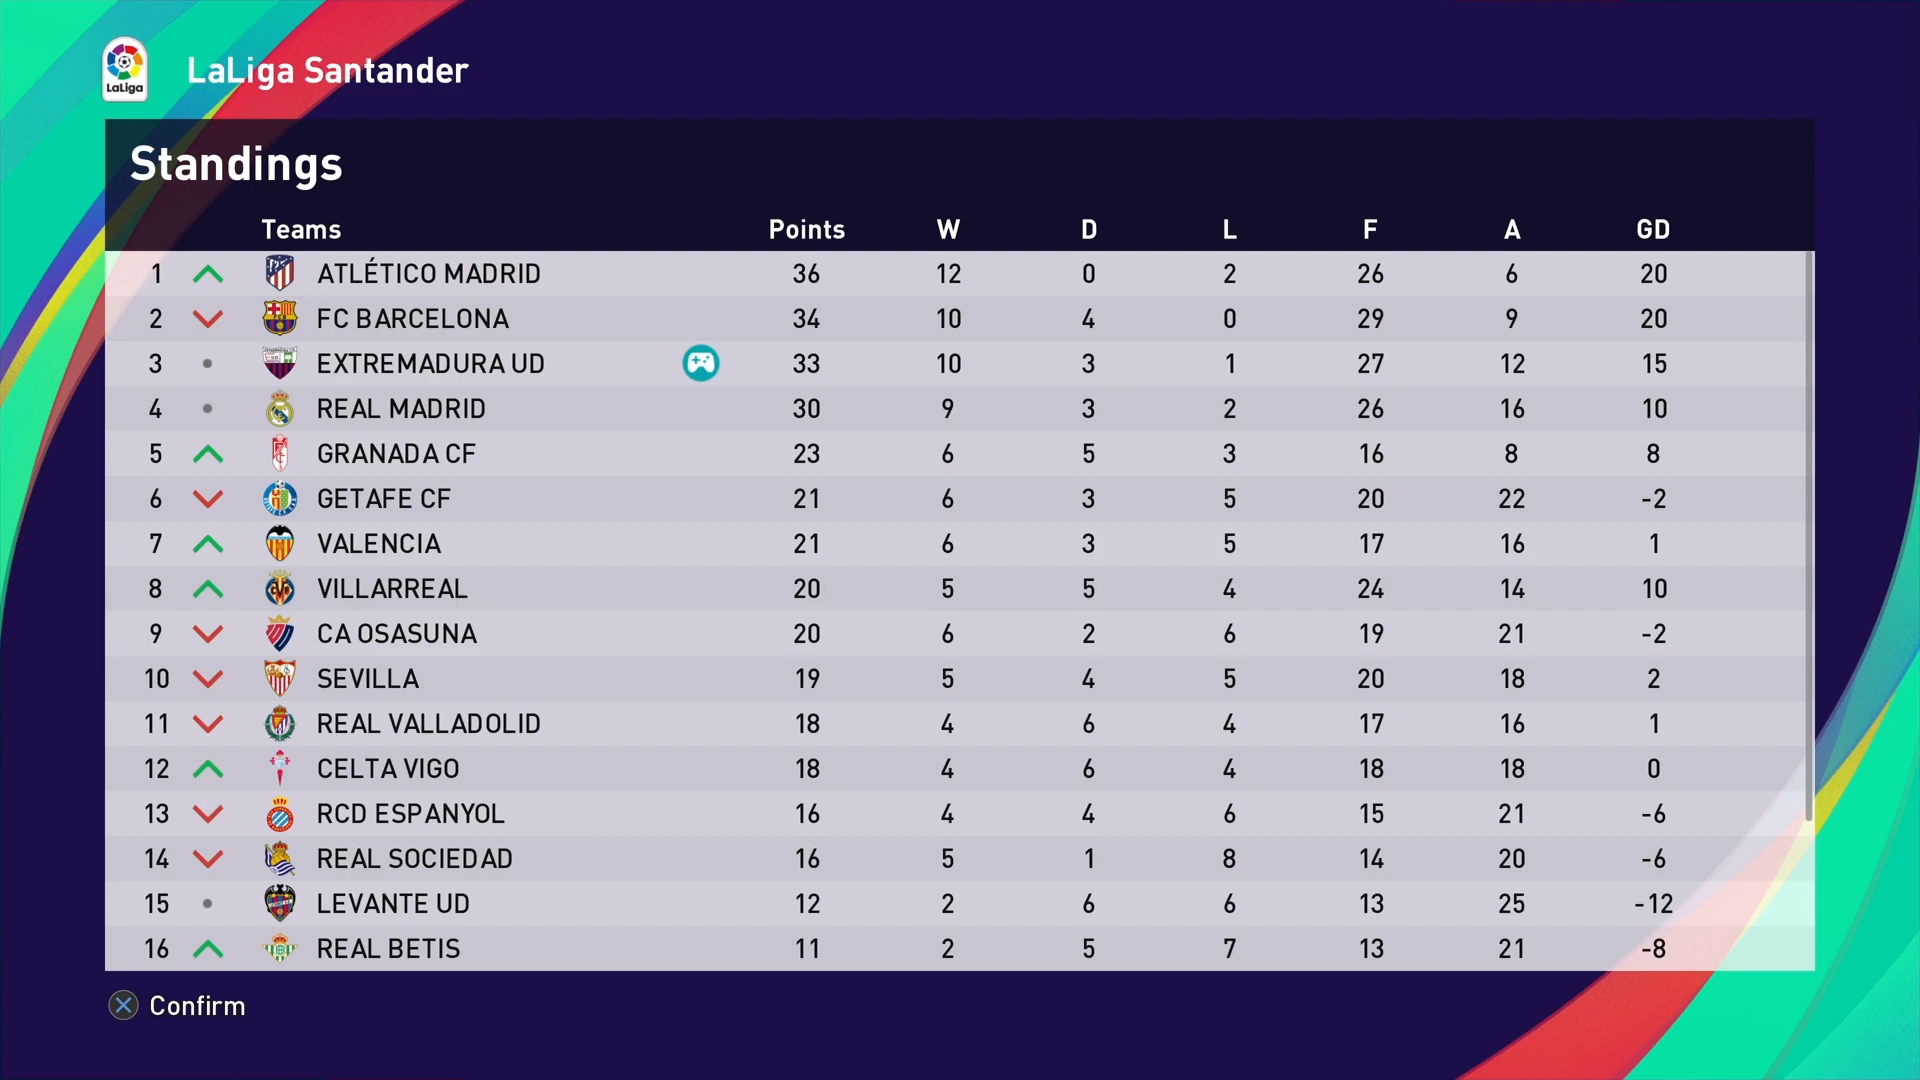 LaLiga
LaLiga Santander
Standings
Teams Points W D L F A GD
1 ATLÉTICO MADRID 36 12 0 2 26 6 20
2 FC BARCELONA 34 10 4 0 29 9 20
3 EXTREMADURA UD 33 10 3 1 27 12 15
4 REAL MADRID 30 9 3 2 26 16 10
5 GRANADA CF 23 6 5 3 16 8 8
6 GETAFE CF 21 6 3 5 20 22 -2
7 VALENCIA 21 6 3 5 17 16 1
8 VILLARREAL 20 5 5 4 24 14 10
9 CA OSASUNA 20 6 2 6 19 21 -2
10 SEVILLA 19 5 4 5 20 18 2
11 REAL VALLADOLID 18 4 6 4 17 16 1
12 CELTA VIGO 18 4 6 4 18 18 0
13 RCD ESPANYOL 16 4 4 6 15 21 -6
14 REAL SOCIEDAD 16 5 1 8 14 20 -6
15 LEVANTE UD 12 2 6 6 13 25 -12
16 REAL BETIS 11 2 5 7 13 21 -8
Confirm